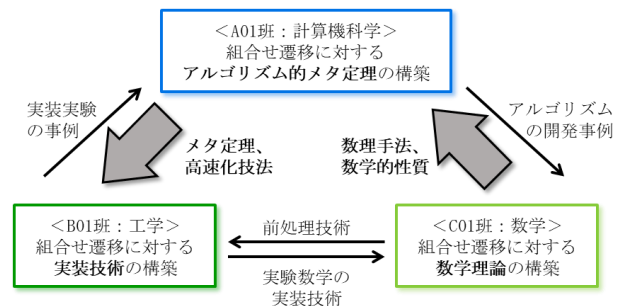 ＜A01班：計算機科学＞
組合せ遷移に対する
アルゴリズム的メタ定理の構築
実装実験
の事例
メタ定理、
高速化技法
数理手法、
数学的性質
アルゴリズム
の開発事例
＜B01班：工学＞
組合せ遷移に対する
実装技術の構築
前処理技術
実験数学の
実装技術
＜C01班：数学＞
組合せ遷移に対する
数学理論の構築